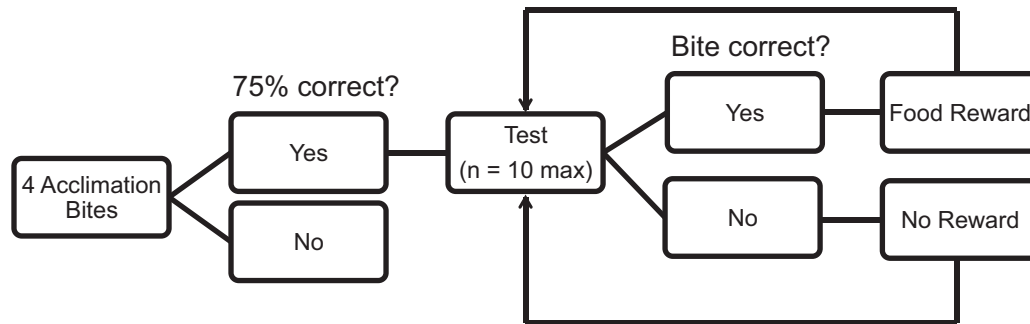 75% correct?
Bite correct?
4 Acclimation
Bites
Yes
No
Test
(n = 10 max)
Yes
No
Food Reward
No Reward